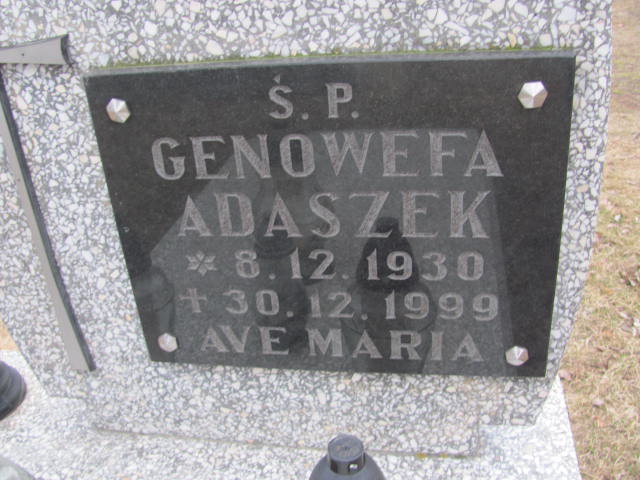 Ś. P.
GENOWEFA
ADASZEK
* 8. 12. 1930
✝ 30. 12. 1999
AVE MARIA